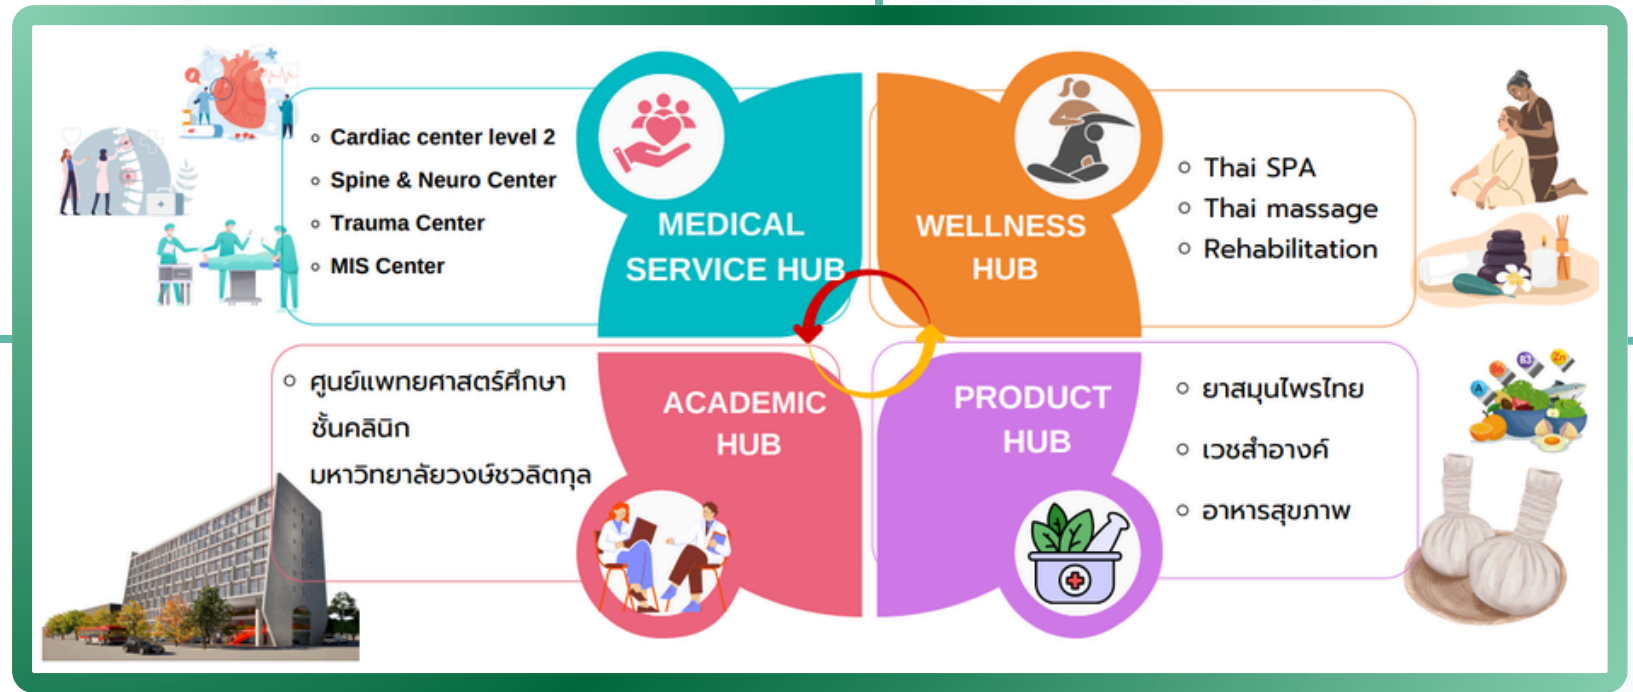 Cardiac center level 2
Spine & Neuro Center
Trauma Center
MIS Center
MEDICAL
SERVICE HUB
WELLNESS
HUB
Thai SPA
Thai massage
Rehabilitation
ศูนย์แพทยศาสตร์ศึกษา
ชั้นคลินิก
มหาวิทยาลัยวงษ์ชวลิตกุล
ACADEMIC
HUB
PRODUCT
HUB
ยาสมุนไพรไทย
เวชสำอางค์
อาหารสุขภาพ
A
B3
Zn